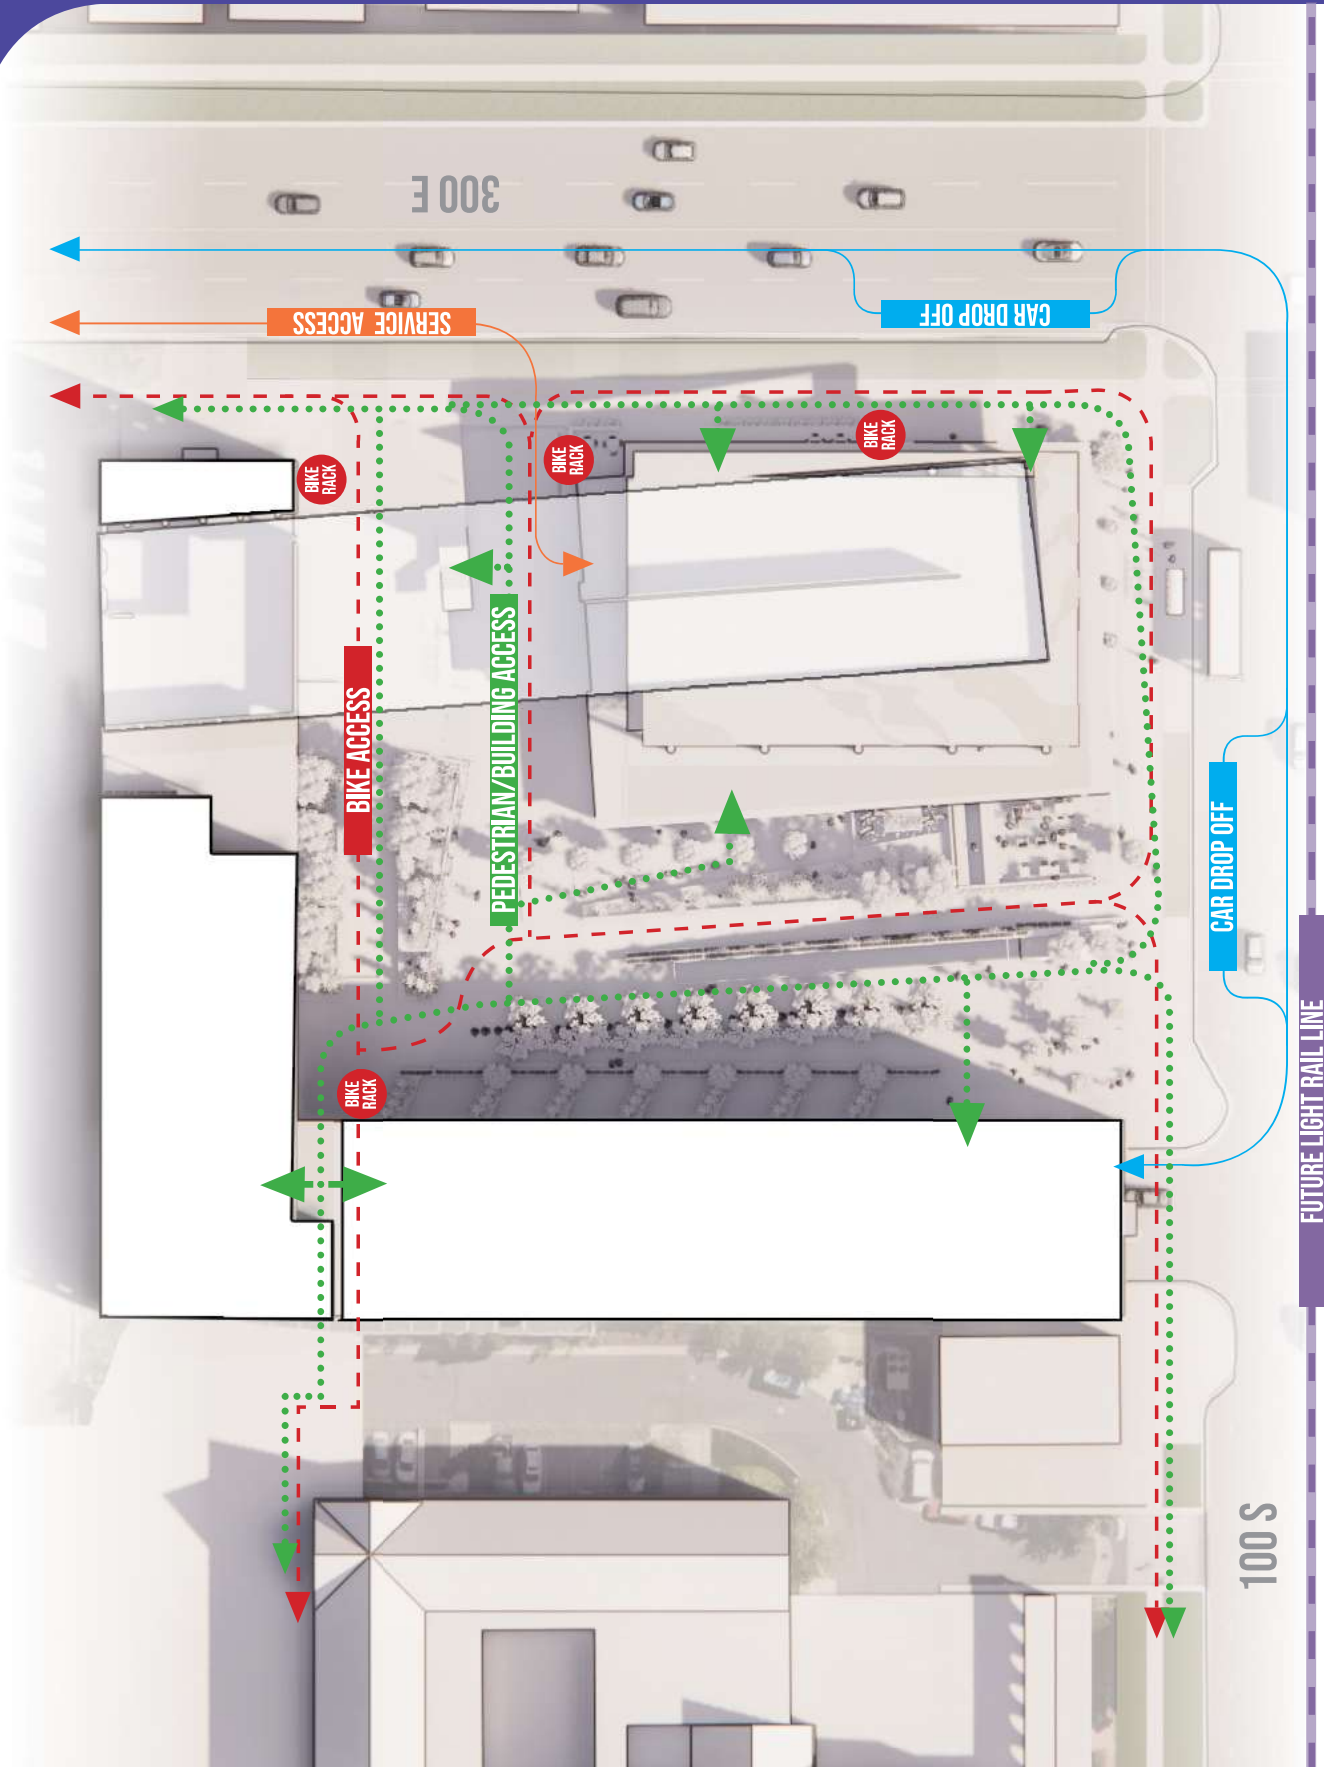 300 E
CAR DROP OFF
SERVICE ACCESS
BIKE
RACK
BIKE
RACK
BIKE
RACK
BIKE ACCESS
PEDESTRIAN/BUILDING ACCESS
CAR DROP OFF
BIKE
RACK
FUTURE LIGHT RAIL LINE
100 S